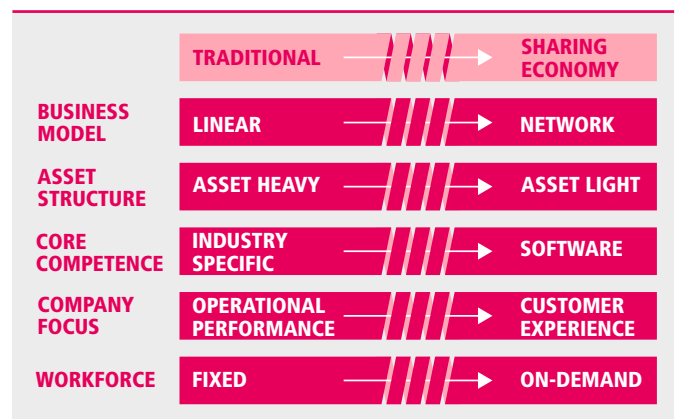 TRADITIONAL
SHARING
ECONOMY
BUSINESS
MODEL
LINEAR
NETWORK
ASSET
STRUCTURE
ASSET HEAVY
ASSET LIGHT
CORE
COMPETENCE
INDUSTRY
SPECIFIC
SOFTWARE
COMPANY
FOCUS
OPERATIONAL
PERFORMANCE
CUSTOMER
EXPERIENCE
WORKFORCE
FIXED
ON-DEMAND